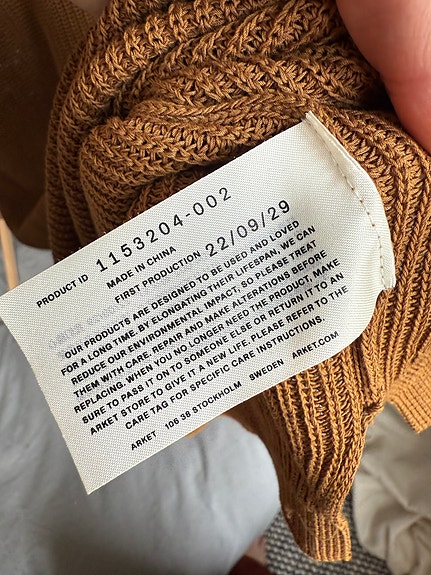 PRODUCT ID 1153204-002
MADE IN CHINA
FIRST PRODUCTION 22/09/29
OUR PRODUCTS ARE DESIGNED TO BE USED AND LOVED
FOR A LONG TIME. BY ELONGATING THEIR LIFESPAN, WE CAN
REDUCE OUR ENVIRONMENTAL IMPACT, SO PLEASE TREAT
THEM WITH CARE, REPAIR AND MAKE ALTERATIONS BEFORE
REPLACING. WHEN YOU NO LONGER NEED THE PRODUCT, MAKE
SURE TO PASS IT ON TO SOMEONE ELSE OR RETURN IT TO AN
ARKET STORE TO GIVE IT A NEW LIFE. PLEASE REFER TO THE
CARE TAG FOR SPECIFIC CARE INSTRUCTIONS.
ARKET 106 38 STOCKHOLM SWEDEN ARKET.COM